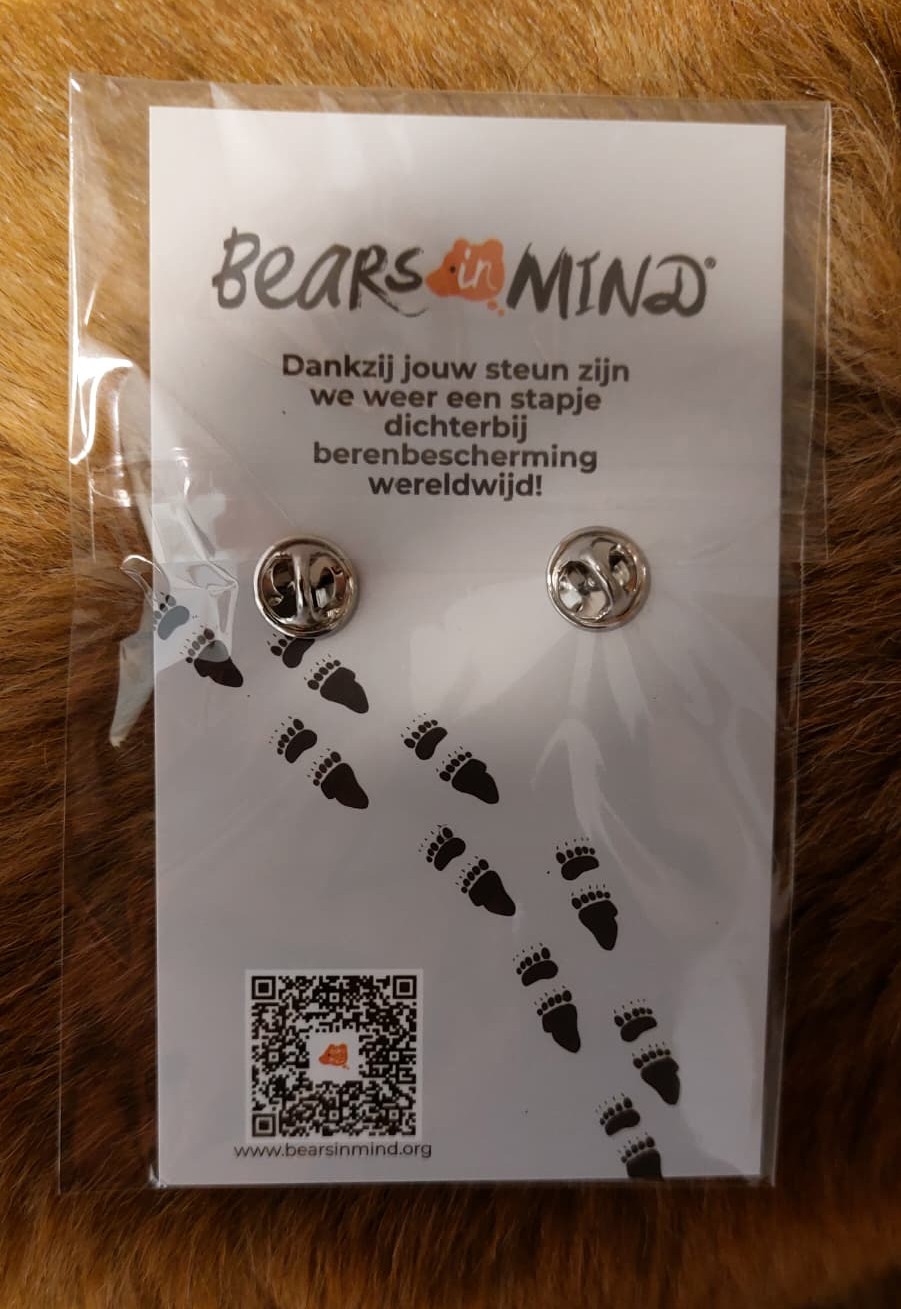 BeARS in MIND®
Dankzij jouw steun zijn
we weer een stapje
dichterbij
berenbescherming
wereldwijd!
www.bearsinmind.org